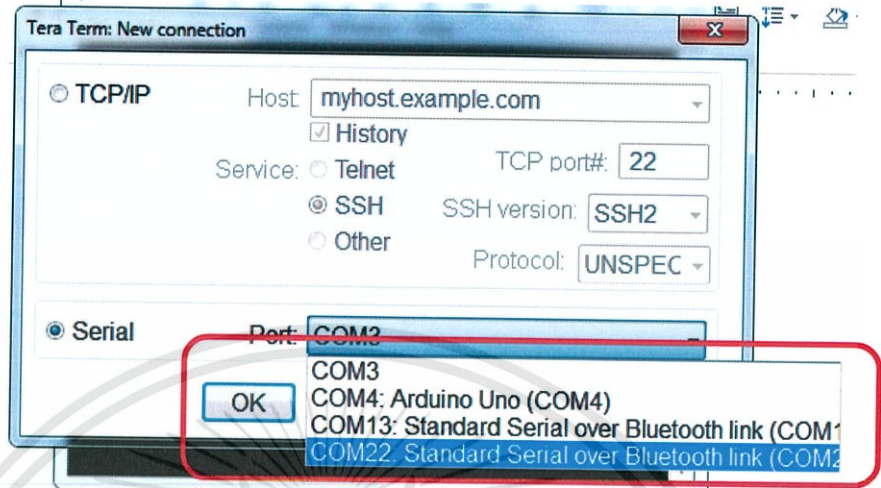 Tera Term: New connection
TCP/IP
Host: myhost.example.com
History
Service: Telnet
TCP port#: 22
SSH
SSH version: SSH2
Other
Protocol: UNSPEC
Serial
Port: COM3
COM3
OK
COM4: Arduino Uno (COM4)
COM13: Standard Serial over Bluetooth link (COM1
COM22: Standard Serial over Bluetooth link (COM2